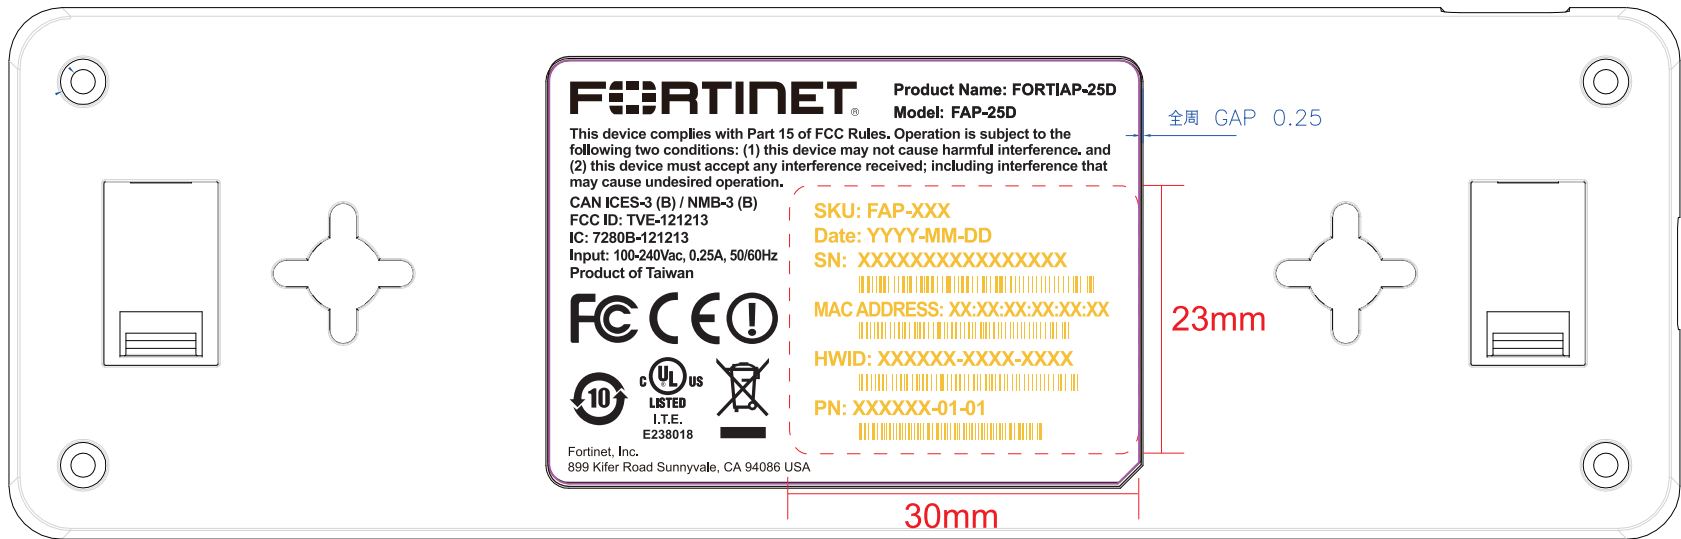 FORTINET®
Product Name: FORTIAP-25D
Model: FAP-25D
This device complies with Part 15 of FCC Rules. Operation is subject to the
following two conditions: (1) this device may not cause harmful interference. and
(2) this device must accept any interference received; including interference that
may cause undesired operation.
CAN ICES-3 (B) / NMB-3 (B)
FCC ID: TVE-121213
IC: 7280B-121213
Input: 100-240Vac, 0.25A, 50/60Hz
Product of Taiwan
FC CE
10
C UL US
LISTED
I.T.E.
E238018
Fortinet, Inc.
899 Kifer Road Sunnyvale, CA 94086 USA
SKU: FAP-XXX
Date: YYYY-MM-DD
SN: XXXXXXXXXXXXXXXX
MAC ADDRESS: XX:XX:XX:XX:XX:XX
HWID: XXXXXX-XXXX-XXXX
PN: XXXXXX-01-01
全周 GAP 0.25
23mm
30mm